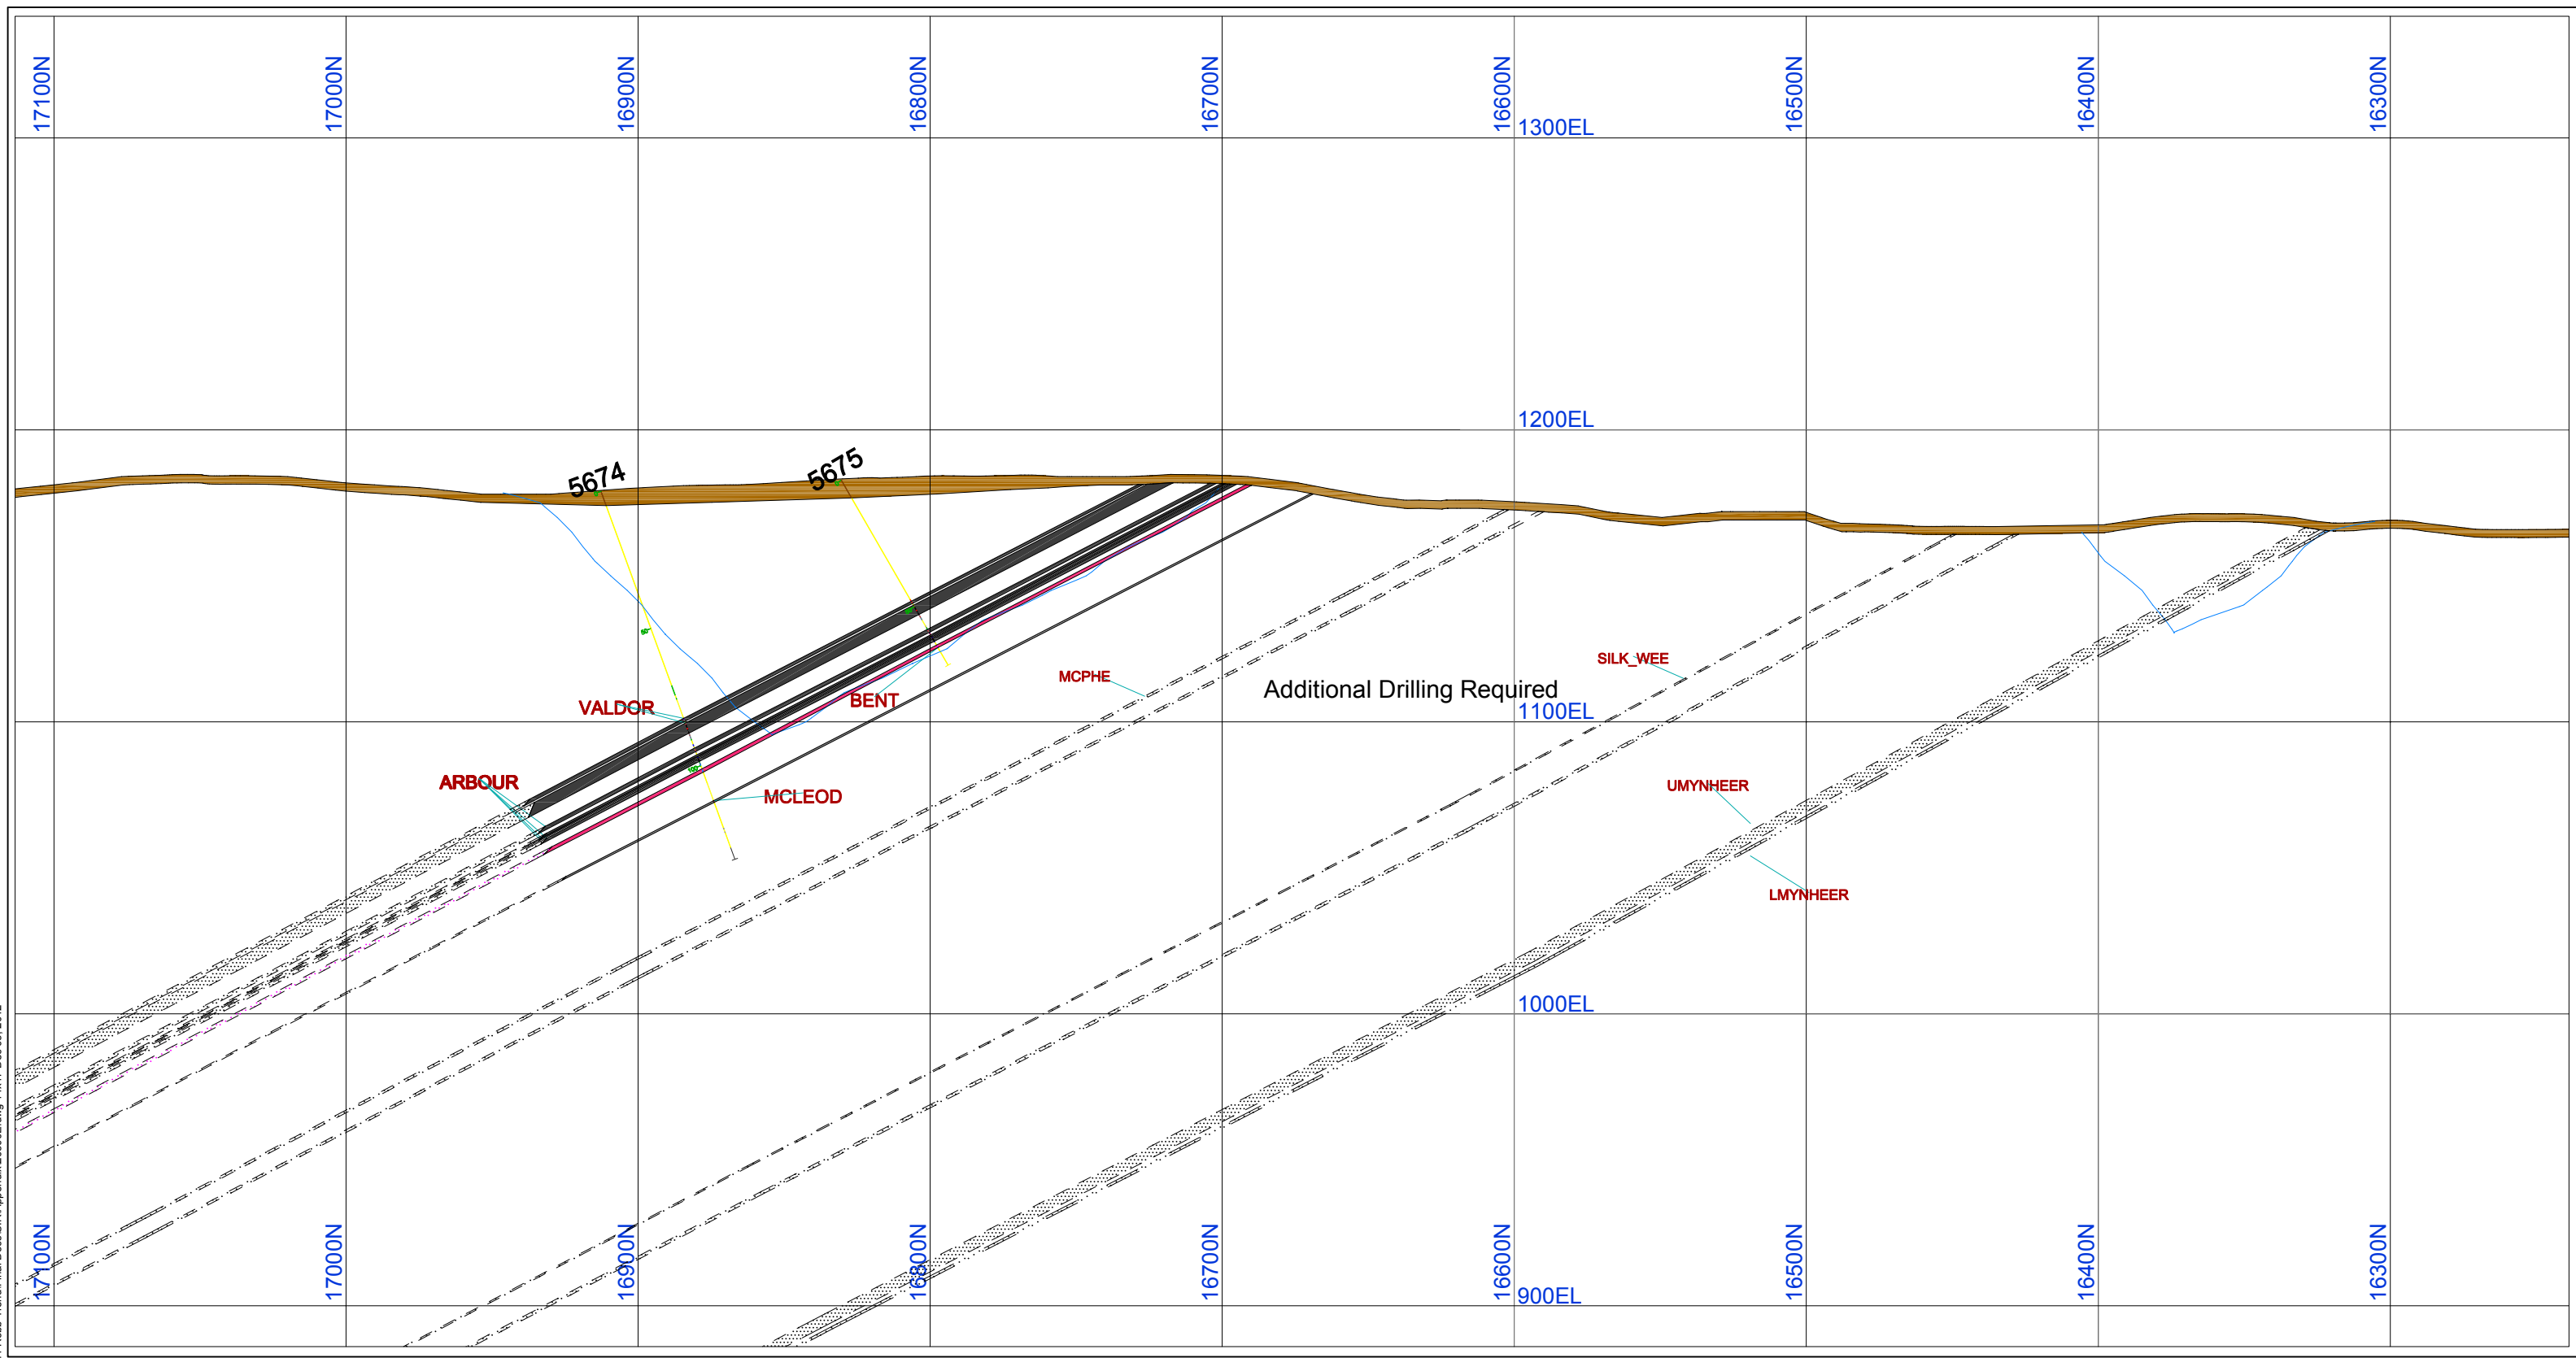 17100N
17000N
16900N
16800N
16700N
16600N
16500N
16400N
16300N
1300EL
1200EL
5674
5675
SILK_WEE
MCPHE
Additional Drilling Required
BENT
VALDOR
1100EL
ARBOUR
UMYNHEER
MCLEOD
LMYNHEER
1000EL
17100N
17000N
16900N
16800N
16700N
16600N
16500N
16400N
16300N
900EL